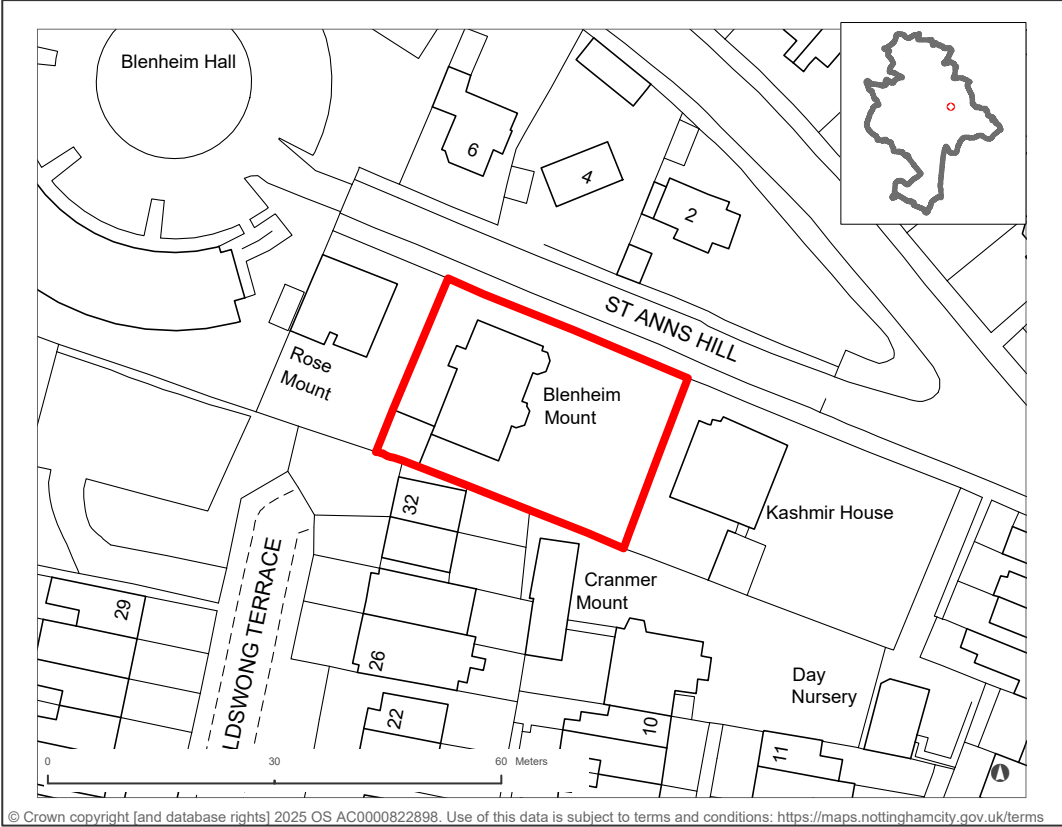 Blenheim Hall
6
4
2
ST ANNS HILL
Rose
Mount
Blenheim
Mount
32
Kashmir House
Cranmer
Mount
29
LDSWONG TERRACE
26
Day
Nursery
22
10
11
0 30 60 Meters
© Crown copyright [and database rights] 2025 OS AC0000822898. Use of this data is subject to terms and conditions: https://maps.nottinghamcity.gov.uk/terms